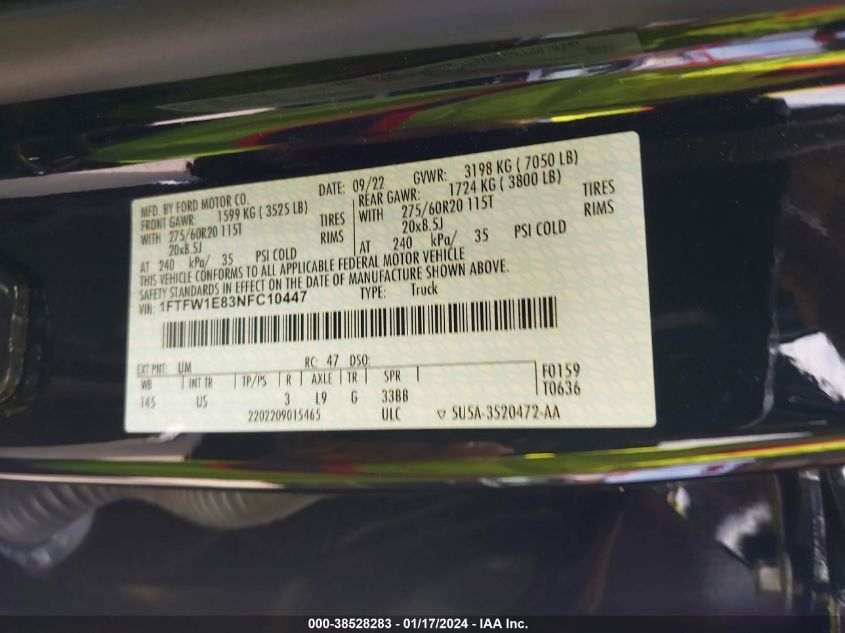 MFD. BY FORD MOTOR CO.
DATE: 09/22 GVWR: 3198 KG ( 7050 LB)
FRONT GAWR: 1599 KG ( 3525 LB)
WITH 275/60R20 115T TIRES
20x8.5J RIMS
AT 240 kPa/ 35 PSI COLD
REAR GAWR: 1724 KG ( 3800 LB)
WITH 275/60R20 115T TIRES
20x8.5J RIMS
AT 240 kPa/ 35 PSI COLD
THIS VEHICLE CONFORMS TO ALL APPLICABLE FEDERAL MOTOR VEHICLE
SAFETY STANDARDS IN EFFECT ON THE DATE OF MANUFACTURE SHOWN ABOVE.
VIN: 1FTFW1E83NFC10447 TYPE: Truck
EXT PNT: UM RC: 47 DSO:
WB INT TR TP/PS R AXLE TR SPR
145 US 3 L9 G 33BB
F0159
T0636
2202209015465 ULC ▽ SU5A-3520472-AA
000-38528283 - 01/17/2024 - IAA Inc.